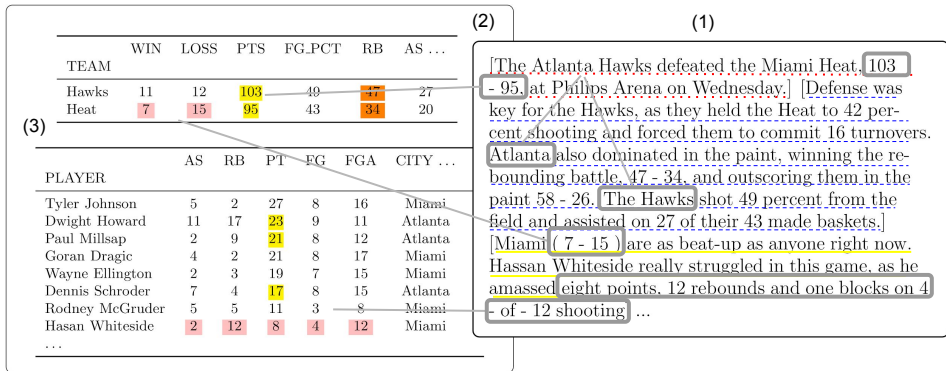 (2)
(1)
WIN LOSS PTS FG_PCT RB AS ...
TEAM
Hawks 11 12 103 49 47 27
Heat 7 15 95 43 34 20
(3)
AS RB PT FG FGA CITY ...
PLAYER
Tyler Johnson 5 2 27 8 16 Miami
Dwight Howard 11 17 23 9 11 Atlanta
Paul Millsap 2 9 21 8 12 Atlanta
Goran Dragic 4 2 21 8 17 Miami
Wayne Ellington 2 3 19 7 15 Miami
Dennis Schroder 7 4 17 8 15 Atlanta
Rodney McGruder 5 5 11 3 8 Miami
Hasan Whiteside 2 12 8 4 12 Miami
...
[The Atlanta Hawks defeated the Miami Heat, 103
- 95, at Philips Arena on Wednesday.] [Defense was
key for the Hawks, as they held the Heat to 42 per-
cent shooting and forced them to commit 16 turnovers.
Atlanta also dominated in the paint, winning the re-
bounding battle, 47 - 34, and outscoring them in the
paint 58 - 26. The Hawks shot 49 percent from the
field and assisted on 27 of their 43 made baskets.]
[Miami ( 7 - 15 ) are as beat-up as anyone right now.
Hassan Whiteside really struggled in this game, as he
amassed eight points, 12 rebounds and one blocks on 4
- of - 12 shooting ...